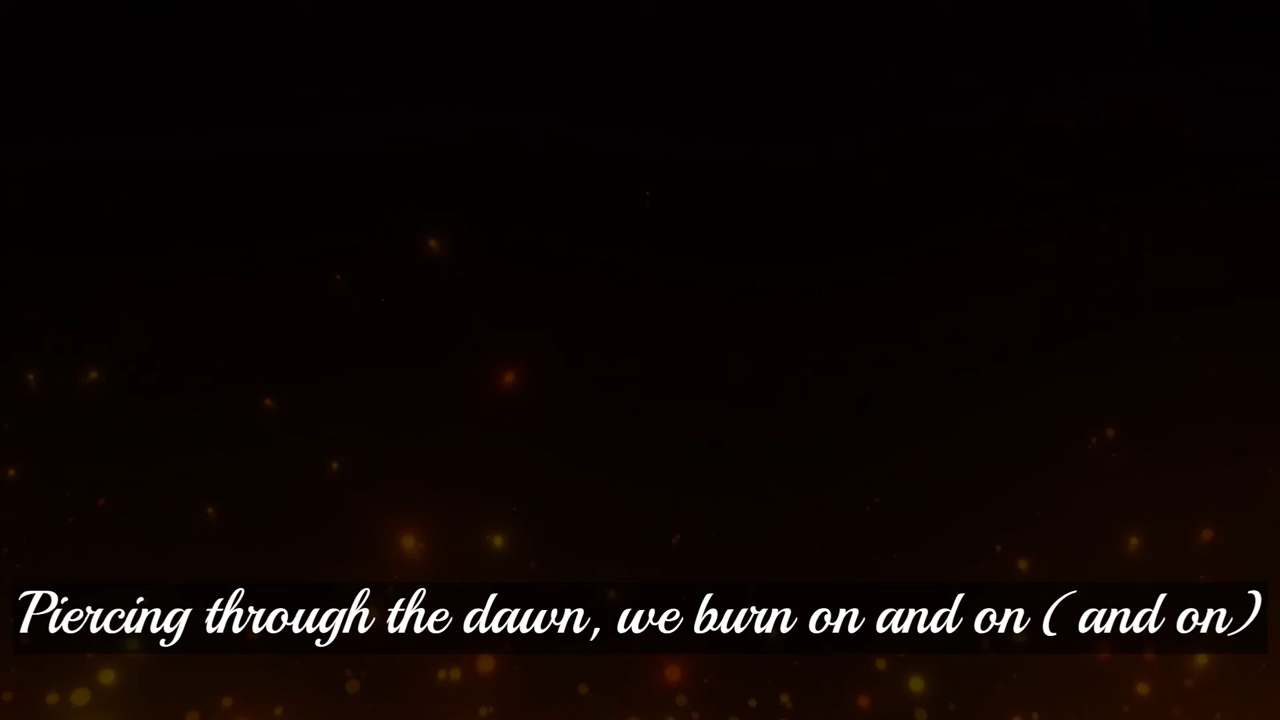 Piercing through the dawn, we burn on and on ( and on)